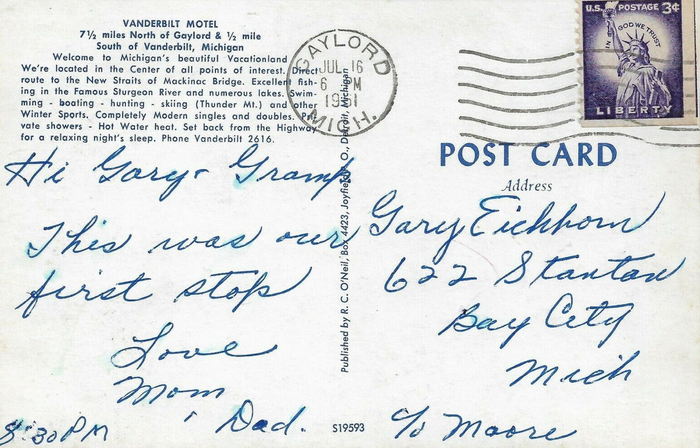 VANDERBILT MOTEL
7½ miles North of Gaylord & ½ mile
South of Vanderbilt, Michigan
Welcome to Michigan's beautiful Vacationland
We're located in the Center of all points of interest. Direct
route to the New Straits of Mackinac Bridge. Excellent fish-
ing in the Famous Sturgeon River and numerous lakes. Swim-
ming - boating - hunting - skiing (Thunder Mt.) and other
Winter Sports. Completely Modern singles and doubles. Pri-
vate showers - Hot Water heat. Set back from the Highway
for a relaxing night's sleep. Phone Vanderbilt 2616.
GAYLORD
JUL 16
6 PM
1961
MICH.
U.S. POSTAGE 3¢
IN GOD WE TRUST
LIBERTY
POST CARD
Address
Hi Gary - Gramp
This was our
first stop
Love
Mom
, Dad.
8:30 PM
Published by R. C. O'Neil, Box 4423, Joyfield P. O., Detroit, Michigan
Gary Eichhorn
622 Stanton
Bay City
Mich
c/o Moore
S19593